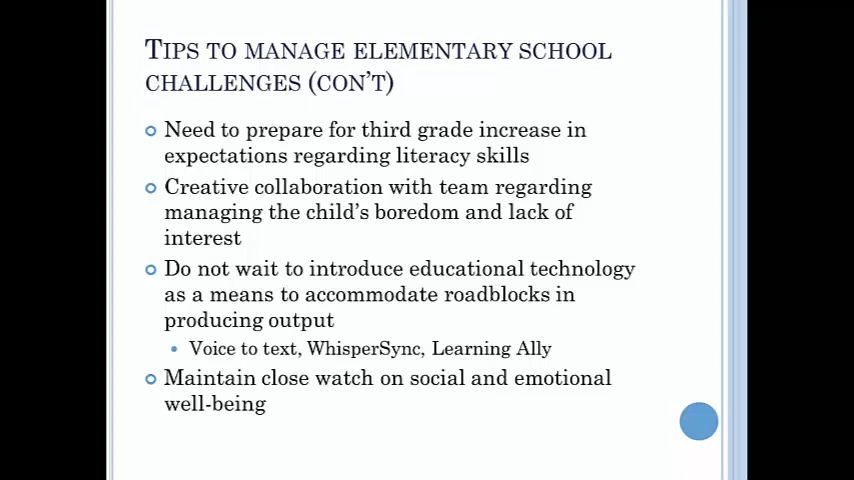 TIPS TO MANAGE ELEMENTARY SCHOOL
CHALLENGES (CON'T)
Need to prepare for third grade increase in
expectations regarding literacy skills
Creative collaboration with team regarding
managing the child's boredom and lack of
interest
Do not wait to introduce educational technology
as a means to accommodate roadblocks in
producing output
Voice to text, WhisperSync, Learning Ally
Maintain close watch on social and emotional
well-being